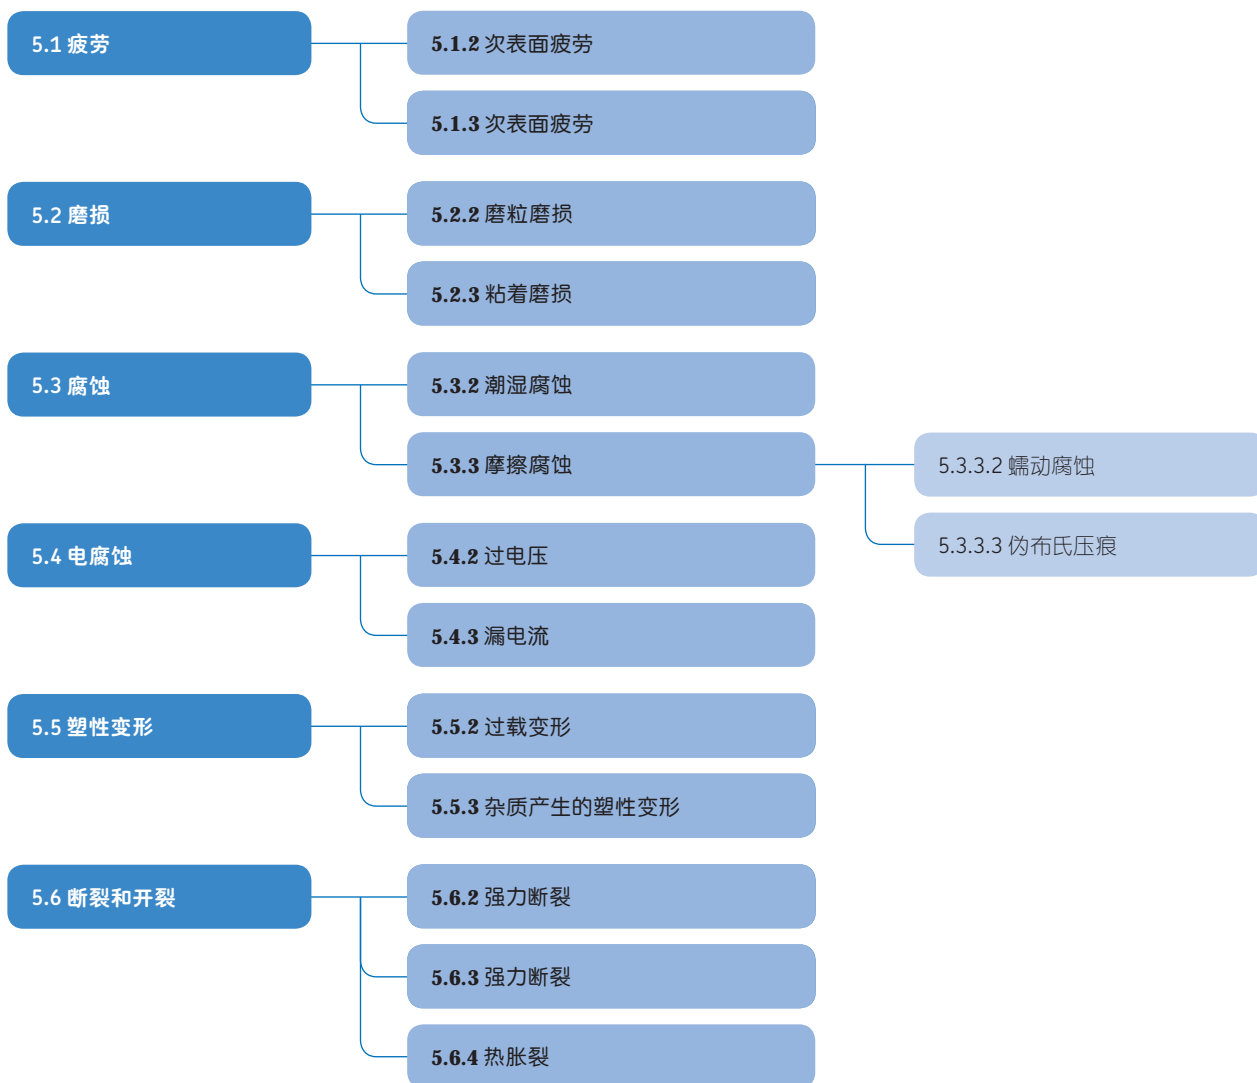 5.1 疲劳
5.1.2 次表面疲劳
5.1.3 次表面疲劳
5.2 磨损
5.2.2 磨粒磨损
5.2.3 粘着磨损
5.3 腐蚀
5.3.2 潮湿腐蚀
5.3.3 摩擦腐蚀
5.3.3.2 蠕动腐蚀
5.3.3.3 伪布氏压痕
5.4 电腐蚀
5.4.2 过电压
5.4.3 漏电流
5.5 塑性变形
5.5.2 过载变形
5.5.3 杂质产生的塑性变形
5.6 断裂和开裂
5.6.2 强力断裂
5.6.3 强力断裂
5.6.4 热胀裂